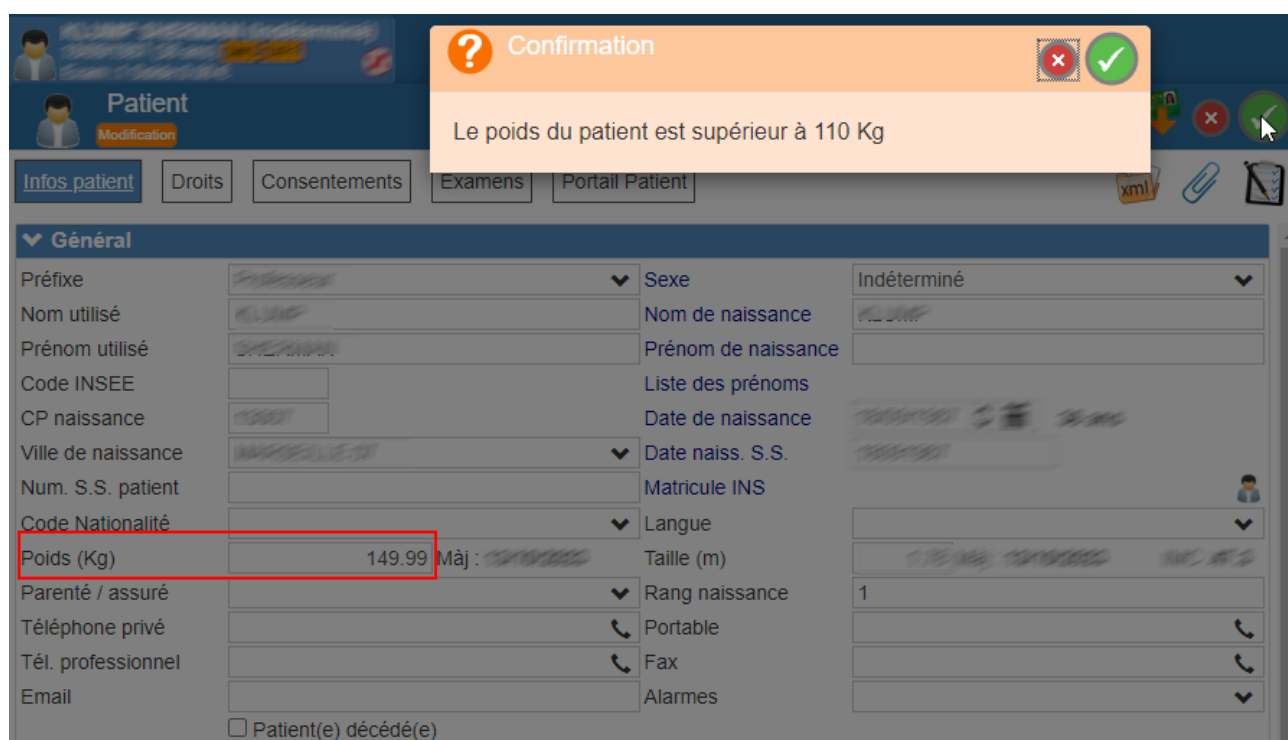 Confirmation
Le poids du patient est supérieur à 110 Kg
Patient
Modification
Infos patient Droits Consentements Examens Portail Patient
xml
Général
Préfixe Sexe Indéterminé
Nom utilisé Nom de naissance
Prénom utilisé Prénom de naissance
Code INSEE Liste des prénoms
CP naissance Date de naissance
Ville de naissance Date naiss. S.S.
Num. S.S. patient Matricule INS
Code Nationalité Langue
Poids (Kg) 149.99 Màj : Taille (m)
Parenté / assuré Rang naissance 1
Téléphone privé Portable
Tél. professionnel Fax
Email Alarmes
Patient(e) décédé(e)